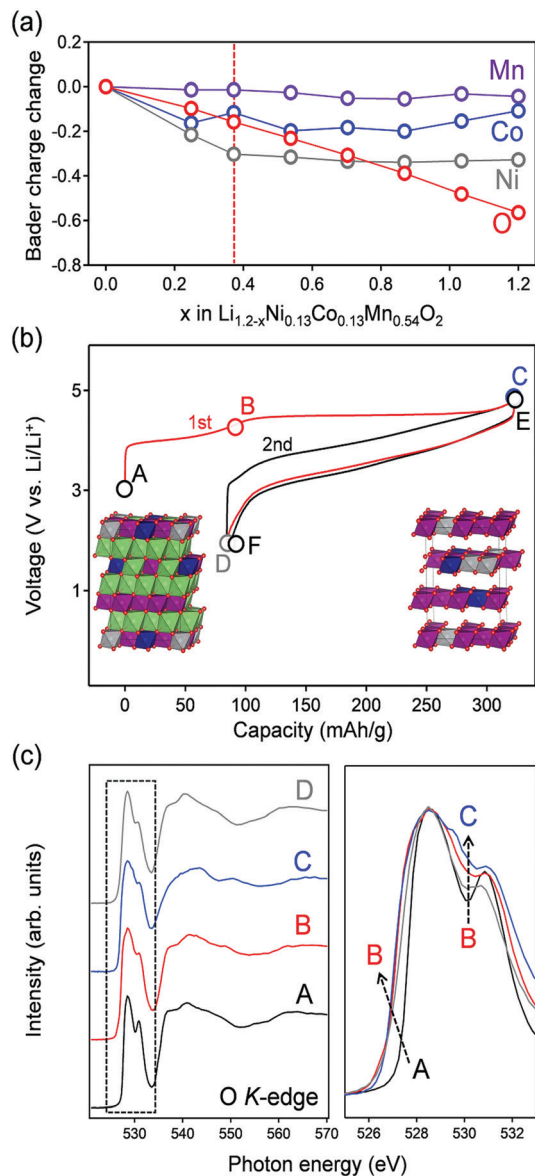 (a)
0.2
0.0
-0.2
-0.4
-0.6
-0.8
Bader charge change
Mn
Co
Ni
O
0.0 0.2 0.4 0.6 0.8 1.0 1.2
x in Li1.2-xNi0.13Co0.13Mn0.54O2
(b)
5
3
1
Voltage (V vs. Li/Li+)
1st
2nd
A
B
C
E
D
F
0 50 100 150 200 250 300
Capacity (mAh/g)
(c)
Intensity (arb. units)
D
C
B
A
O K-edge
530 540 550 560 570
C
B
B
A
526 528 530 532
Photon energy (eV)